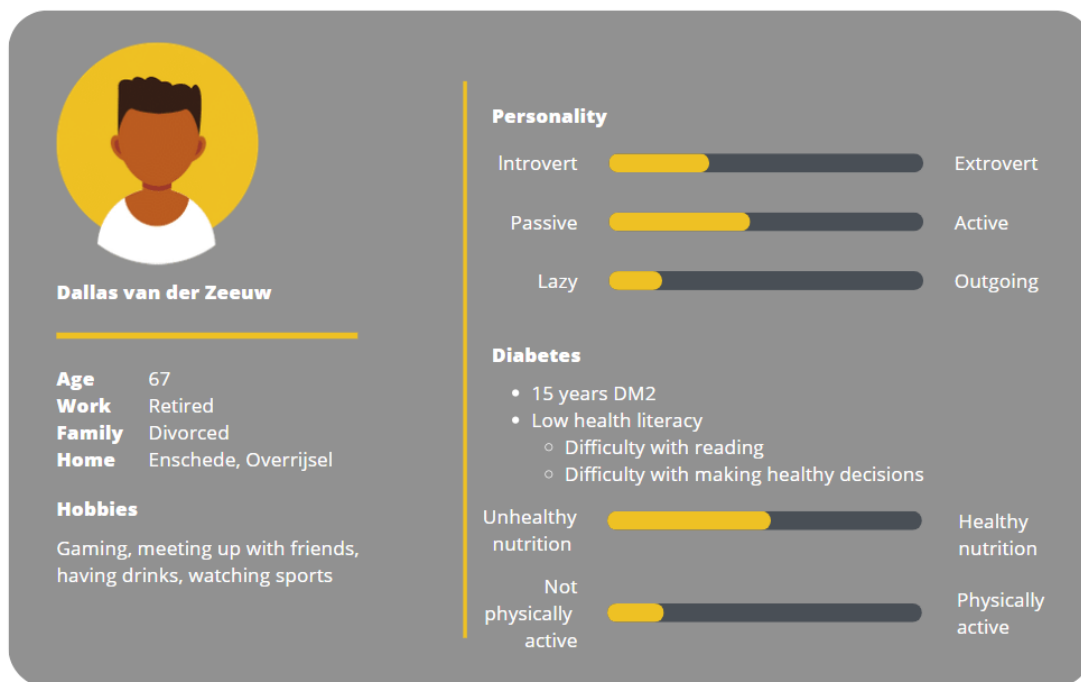 Dallas van der Zeeuw
Age 67
Work Retired
Family Divorced
Home Enschede, Overrijsel
Hobbies
Gaming, meeting up with friends,
having drinks, watching sports
Personality
Introvert Extrovert
Passive Active
Lazy Outgoing
Diabetes
• 15 years DM2
• Low health literacy
◦ Difficulty with reading
◦ Difficulty with making healthy decisions
Unhealthy
nutrition
Healthy
nutrition
Not
physically
active
Physically
active